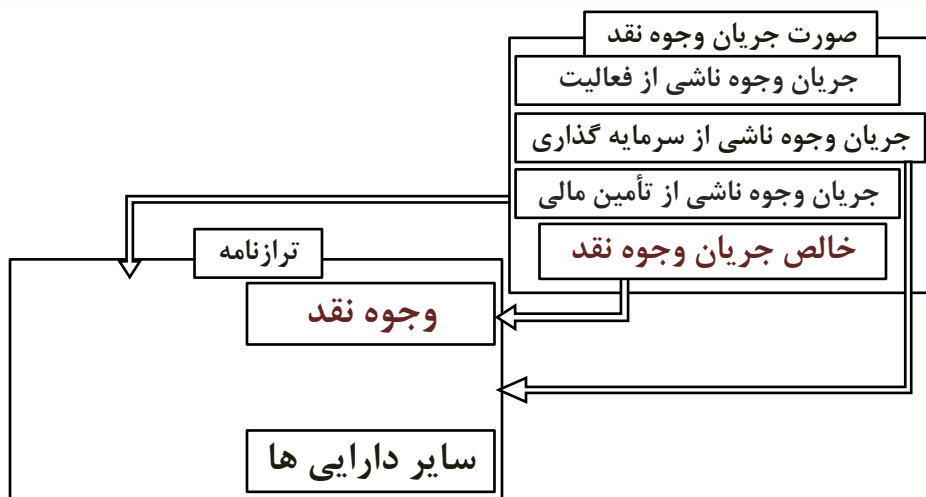 صورت جریان وجوه نقد
جریان وجوه ناشی از فعالیت
جریان وجوه ناشی از سرمایه گذاری
جریان وجوه ناشی از تأمین مالی
خالص جریان وجوه نقد
ترازنامه
وجوه نقد
سایر دارایی ها